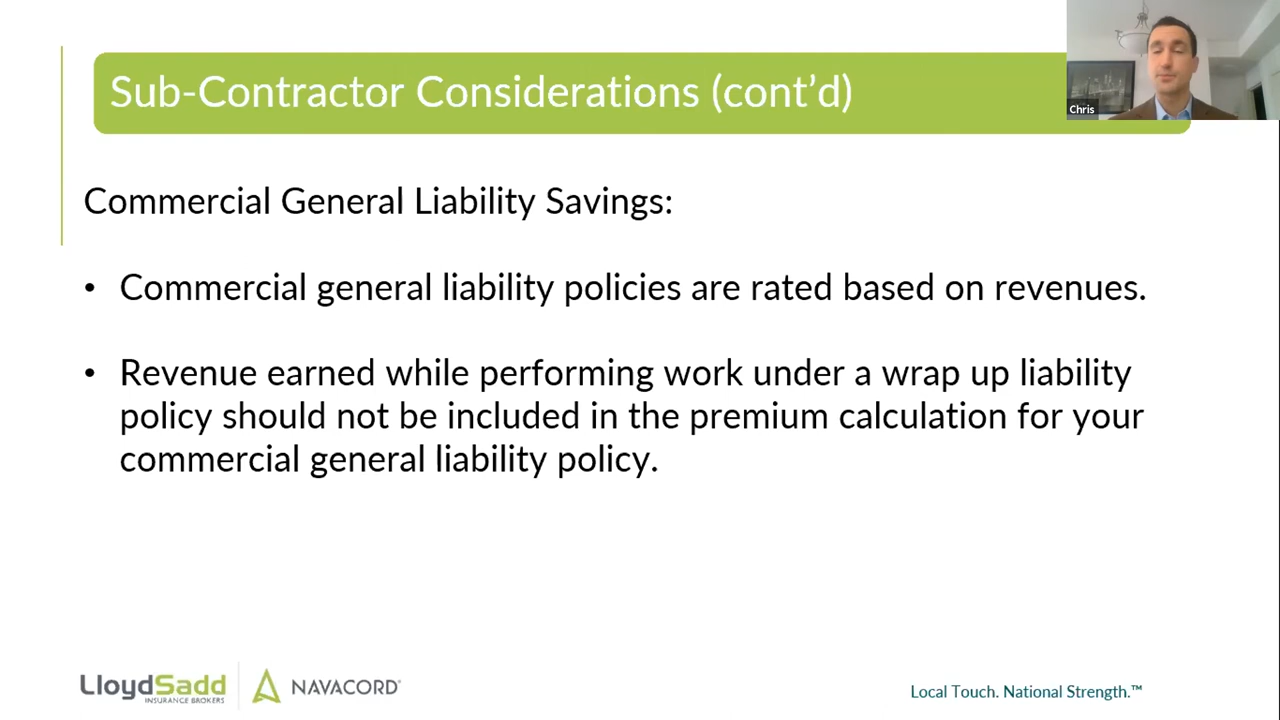 Sub-Contractor Considerations (cont’d)
Chris
Commercial General Liability Savings:
• Commercial general liability policies are rated based on revenues.
• Revenue earned while performing work under a wrap up liability
policy should not be included in the premium calculation for your
commercial general liability policy.
LloydSadd
INSURANCE BROKERS
NAVACORD®
Local Touch. National Strength.™